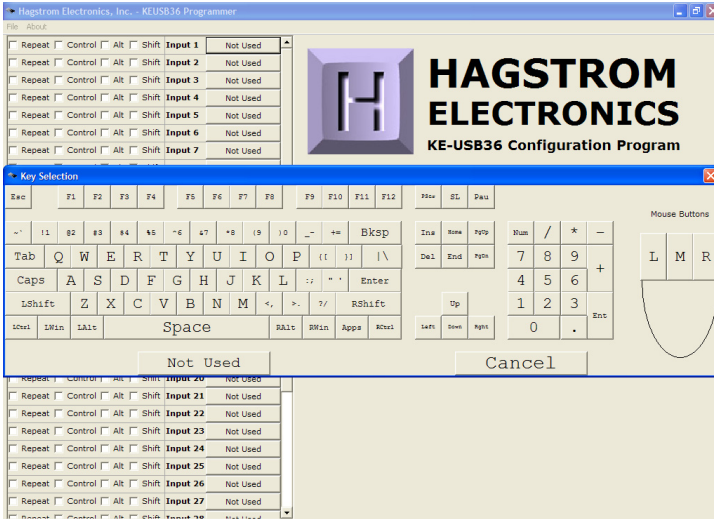 Hagstrom Electronics, Inc. - KEUSB36 Programmer
File About
Repeat Control Alt Shift Input 1 Not Used
Repeat Control Alt Shift Input 2 Not Used
Repeat Control Alt Shift Input 3 Not Used
Repeat Control Alt Shift Input 4 Not Used
Repeat Control Alt Shift Input 5 Not Used
Repeat Control Alt Shift Input 6 Not Used
Repeat Control Alt Shift Input 7 Not Used
H
HAGSTROM
ELECTRONICS
KE-USB36 Configuration Program
Key Selection
Esc F1 F2 F3 F4 F5 F6 F7 F8 F9 F10 F11 F12 SL Pau
Mouse Buttons
~` !1 @2 #3 $4 %5 ^6 &7 *8 (9 )0 _- += Bksp Ins Home PgUp Num / * -
Tab Q W E R T Y U I O P {[ }] |\ Del End PgDn 7 8 9 + L M R
Caps A S D F G H J K L :; "' Enter 4 5 6
LShift Z X C V B N M <, >. ?/ RShift Up 1 2 3 Ent
LCtrl LWin LAlt Space RAlt RWin Apps RCtrl Left Down Rght 0 .
Not Used Cancel
Repeat Control Alt Shift Input 20 Not Used
Repeat Control Alt Shift Input 21 Not Used
Repeat Control Alt Shift Input 22 Not Used
Repeat Control Alt Shift Input 23 Not Used
Repeat Control Alt Shift Input 24 Not Used
Repeat Control Alt Shift Input 25 Not Used
Repeat Control Alt Shift Input 26 Not Used
Repeat Control Alt Shift Input 27 Not Used
Repeat Control Alt Shift Input 28 Not Used